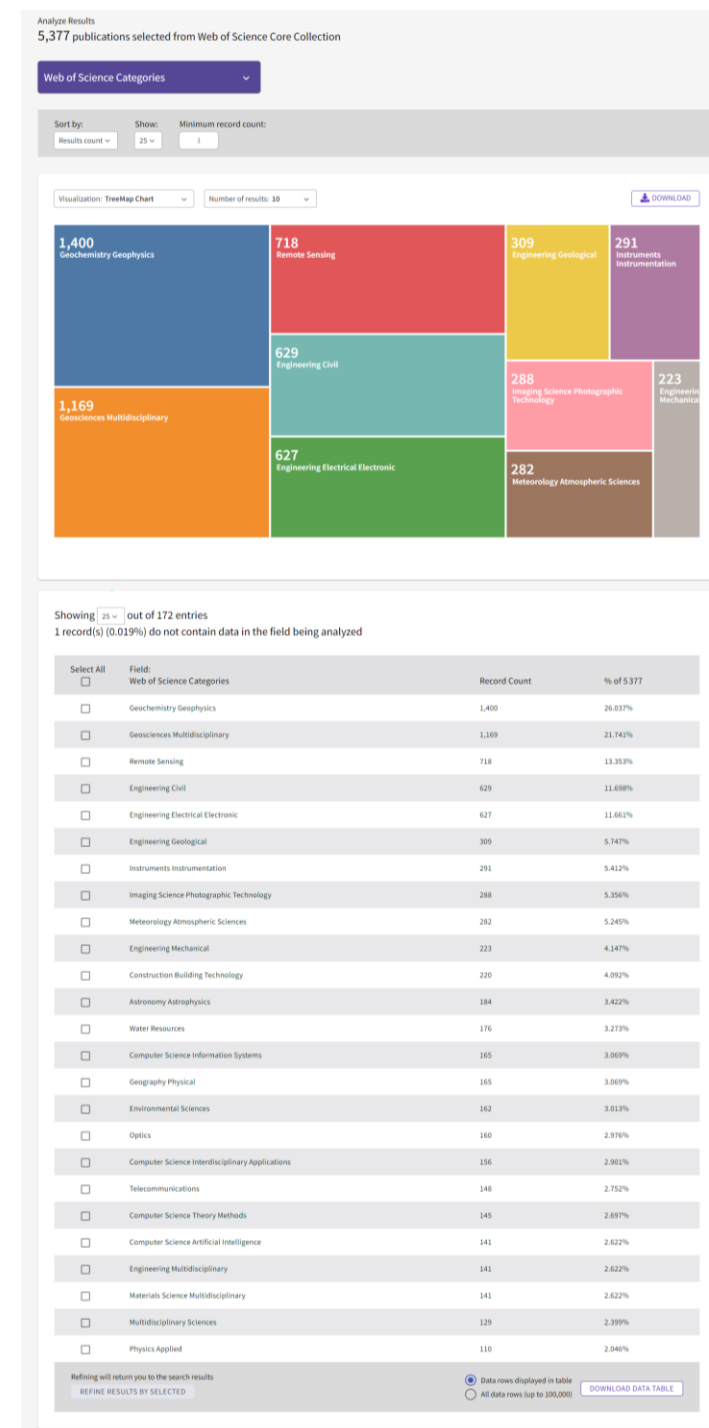 Analyze Results
5,377 publications selected from Web of Science Core Collection
Web of Science Categories
Sort by: Show: Minimum record count:
Results count 25 1
Visualization: TreeMap Chart Number of results: 10 DOWNLOAD
1,400
Geochemistry Geophysics
718
Remote Sensing
309
Engineering Geological
291
Instruments
Instrumentation
629
Engineering Civil
288
Imaging Science Photographic
Technology
223
Engineerin
Mechanica
1,169
Geosciences Multidisciplinary
627
Engineering Electrical Electronic
282
Meteorology Atmospheric Sciences
Showing 25 out of 172 entries
1 record(s) (0.019%) do not contain data in the field being analyzed
Select All Field:
Web of Science Categories Record Count % of 5 377
Geochemistry Geophysics 1,400 26.037%
Geosciences Multidisciplinary 1,169 21.741%
Remote Sensing 718 13.353%
Engineering Civil 629 11.698%
Engineering Electrical Electronic 627 11.661%
Engineering Geological 309 5.747%
Instruments Instrumentation 291 5.412%
Imaging Science Photographic Technology 288 5.356%
Meteorology Atmospheric Sciences 282 5.245%
Engineering Mechanical 223 4.147%
Construction Building Technology 220 4.092%
Astronomy Astrophysics 184 3.422%
Water Resources 176 3.273%
Computer Science Information Systems 165 3.069%
Geography Physical 165 3.069%
Environmental Sciences 162 3.013%
Optics 160 2.976%
Computer Science Interdisciplinary Applications 156 2.901%
Telecommunications 148 2.752%
Computer Science Theory Methods 145 2.697%
Computer Science Artificial Intelligence 141 2.622%
Engineering Multidisciplinary 141 2.622%
Materials Science Multidisciplinary 141 2.622%
Multidisciplinary Sciences 129 2.399%
Physics Applied 110 2.046%
Refining will return you to the search results
REFINE RESULTS BY SELECTED
Data rows displayed in table
All data rows (up to 100,000)
DOWNLOAD DATA TABLE